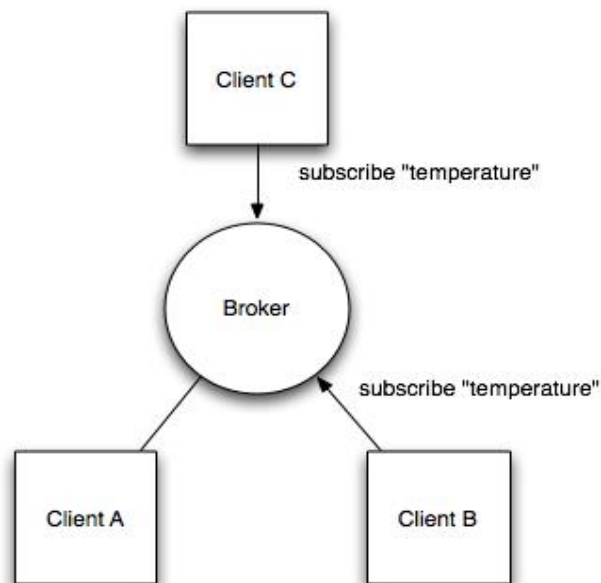 Client C
subscribe "temperature"
Broker
subscribe "temperature"
Client A
Client B